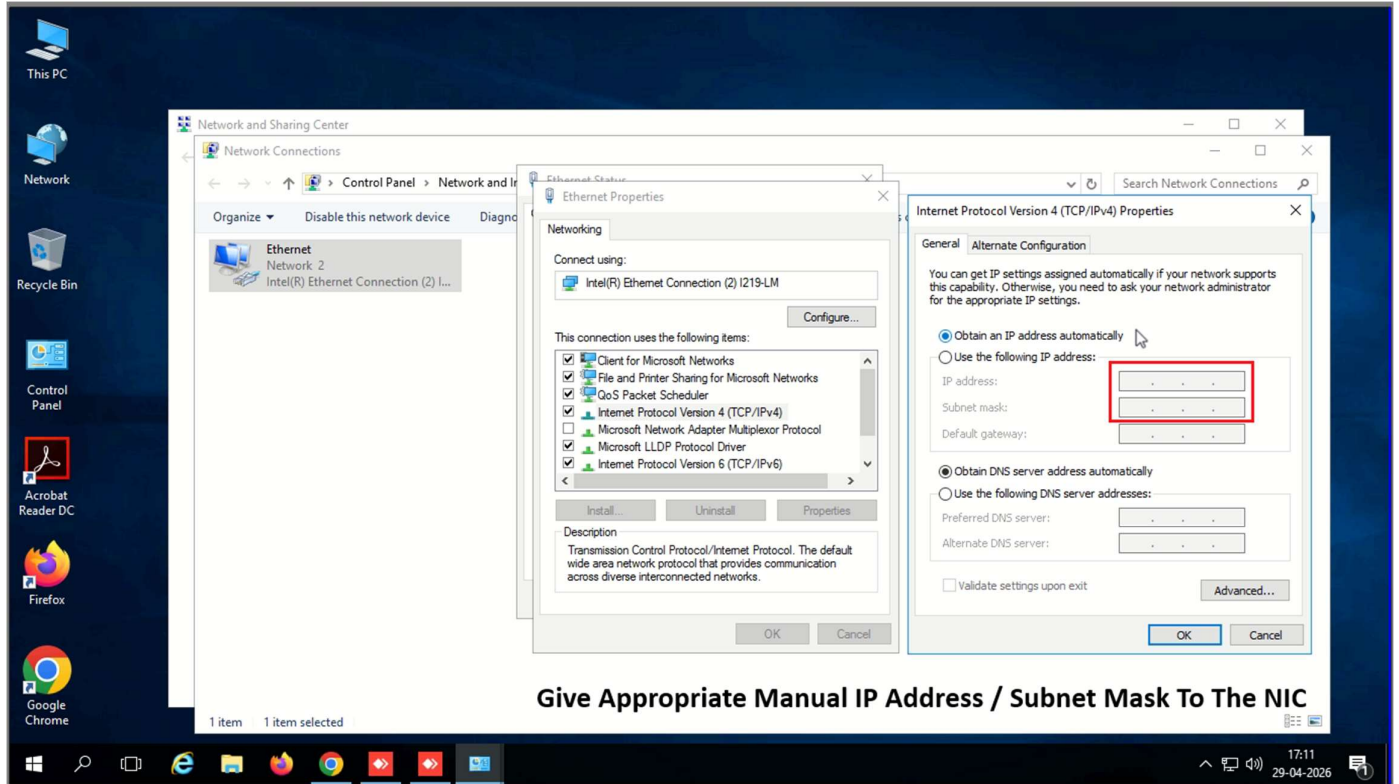 This PC
Network
Recycle Bin
Control
Panel
Acrobat
Reader DC
Firefox
Google
Chrome
Network and Sharing Center
Network Connections
Control Panel > Network and Ir
Search Network Connections
Organize
Disable this network device
Diagno
Ethernet
Network 2
Intel(R) Ethernet Connection (2) I...
1 item
1 item selected
Ethernet Status
Ethernet Properties
Networking
Connect using:
Intel(R) Ethernet Connection (2) I219-LM
Configure...
This connection uses the following items:
Client for Microsoft Networks
File and Printer Sharing for Microsoft Networks
QoS Packet Scheduler
Internet Protocol Version 4 (TCP/IPv4)
Microsoft Network Adapter Multiplexor Protocol
Microsoft LLDP Protocol Driver
Internet Protocol Version 6 (TCP/IPv6)
Install...
Uninstall
Properties
Description
Transmission Control Protocol/Internet Protocol. The default
wide area network protocol that provides communication
across diverse interconnected networks.
OK
Cancel
Internet Protocol Version 4 (TCP/IPv4) Properties
General
Alternate Configuration
You can get IP settings assigned automatically if your network supports
this capability. Otherwise, you need to ask your network administrator
for the appropriate IP settings.
Obtain an IP address automatically
Use the following IP address:
IP address:
Subnet mask:
Default gateway:
Obtain DNS server address automatically
Use the following DNS server addresses:
Preferred DNS server:
Alternate DNS server:
Validate settings upon exit
Advanced...
OK
Cancel
Give Appropriate Manual IP Address / Subnet Mask To The NIC
17:11
29-04-2026
1